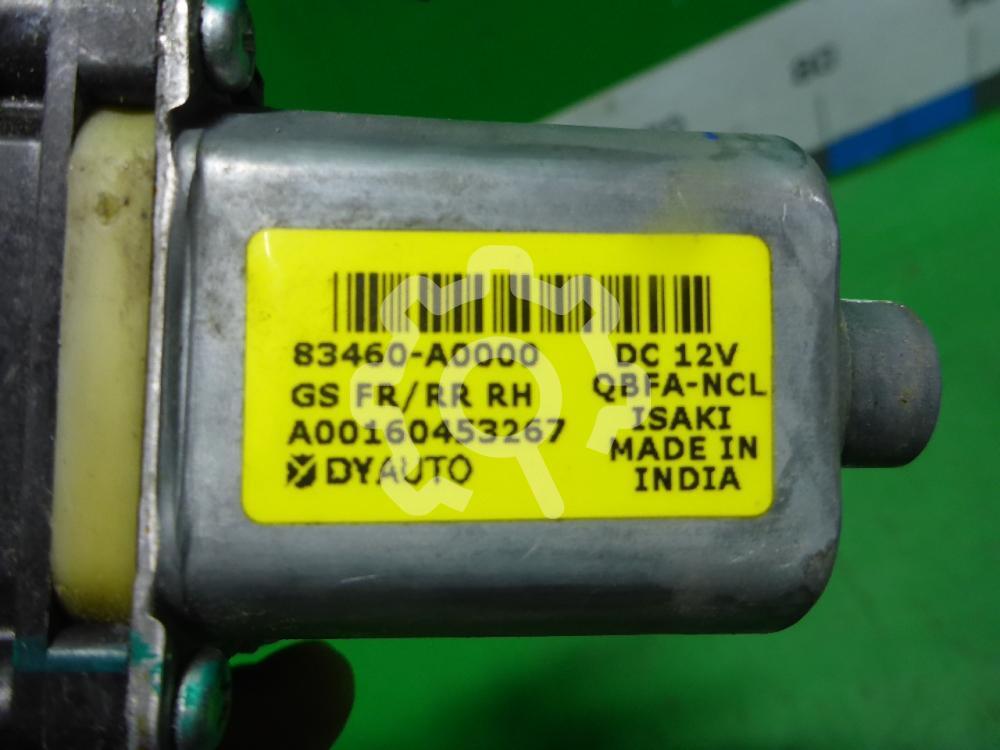 83460-A0000
GS FR/RR RH
A00160453267
DYAUTO
DC 12V
QBFA-NCL
ISAKI
MADE IN
INDIA